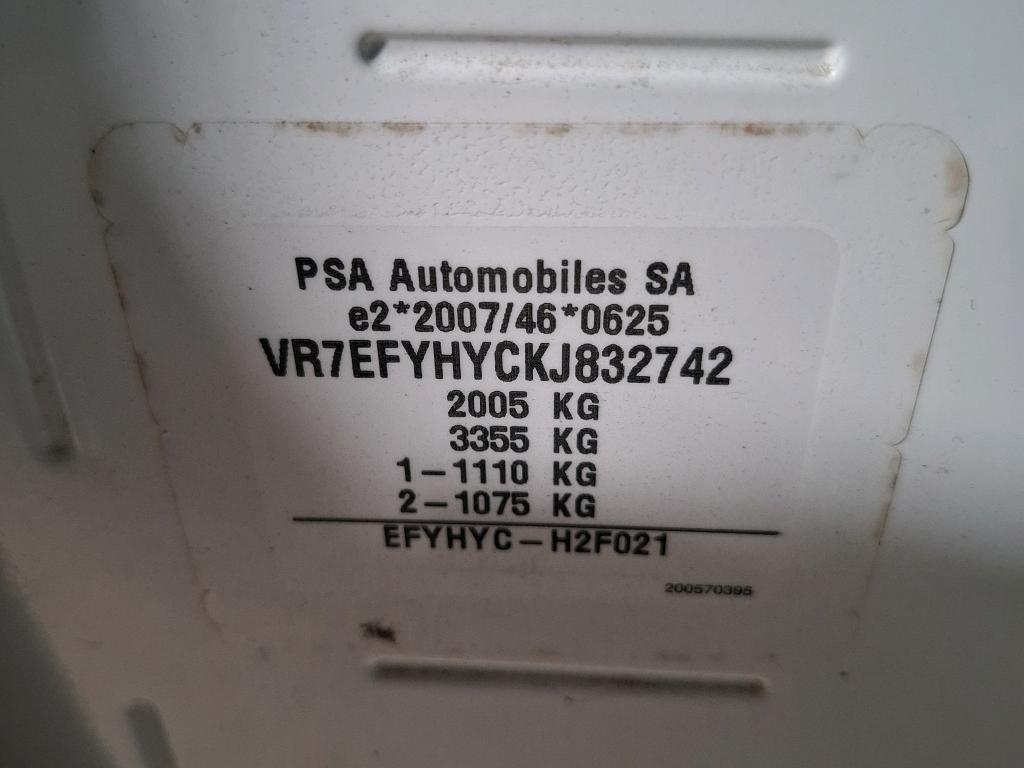 PSA Automobiles SA
e2*2007/46*0625
VR7EFYHYCKJ832742
2005 KG
3355 KG
1-1110 KG
2-1075 KG
EFYHYC-H2F021
200570395